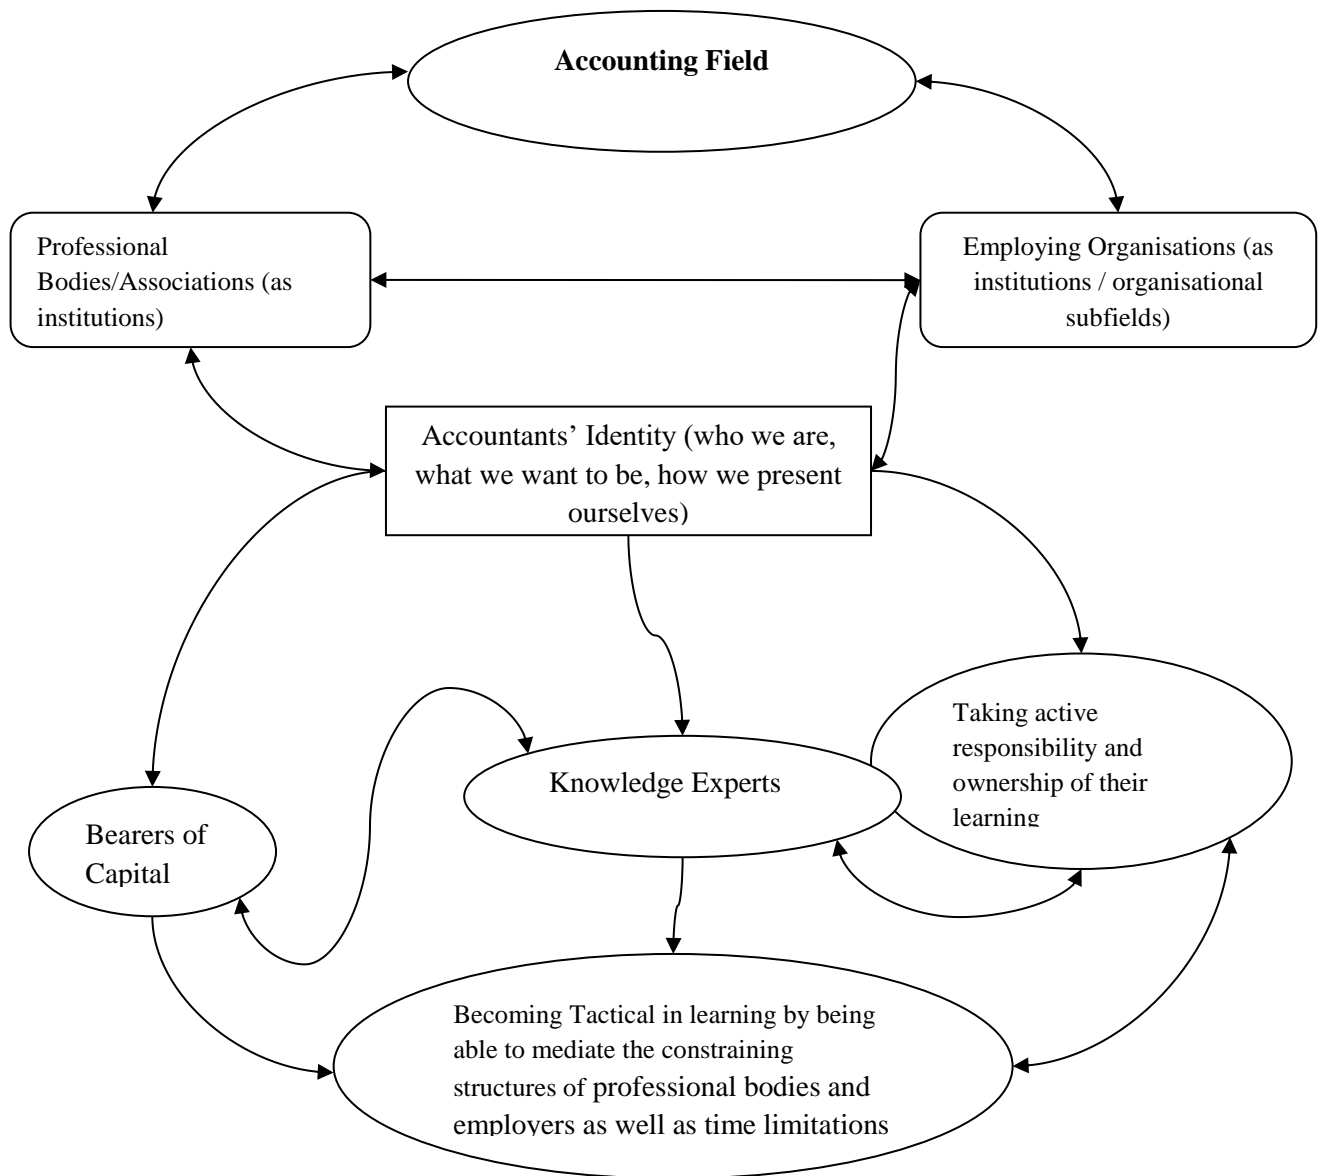 Accounting Field
Professional
Bodies/Associations (as
institutions)
Employing Organisations (as
institutions / organisational
subfields)
Accountants’ Identity (who we are,
what we want to be, how we present
ourselves)
Taking active
responsibility and
ownership of their
learning
Knowledge Experts
Bearers of
Capital
Becoming Tactical in learning by being
able to mediate the constraining
structures of professional bodies and
employers as well as time limitations